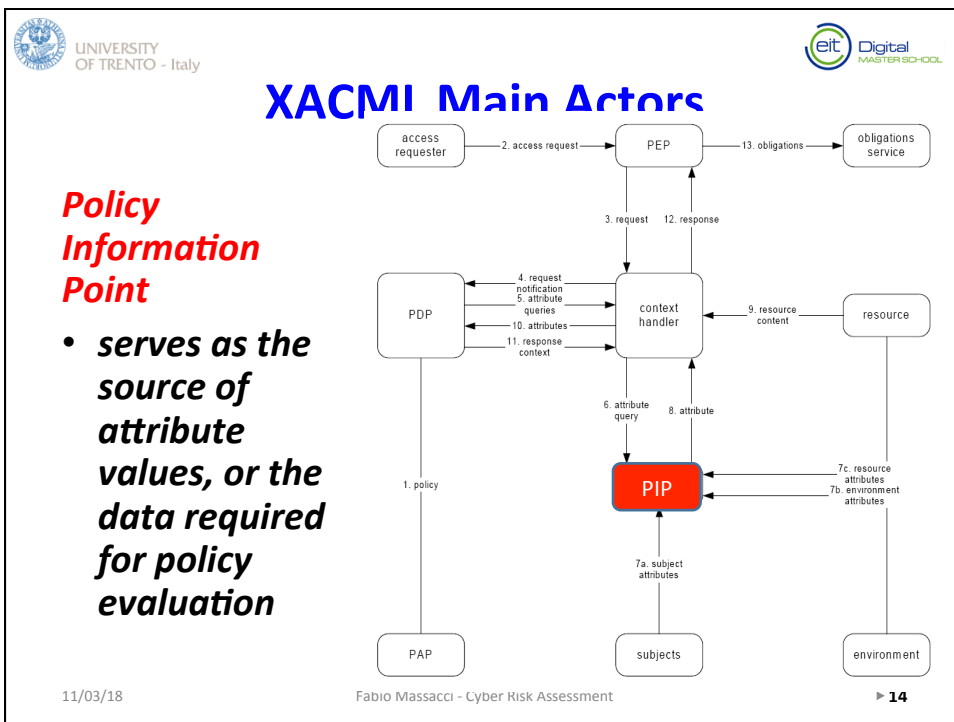 UNIVERSITY
OF TRENTO - Italy
eit Digital
MASTER SCHOOL
XACML Main Actors
Policy
Information
Point
• serves as the
source of
attribute
values, or the
data required
for policy
evaluation
access
requester
2. access request
PEP
13. obligations
obligations
service
3. request
12. response
PDP
4. request
notification
5. attribute
queries
10. attributes
11. response
context
context
handler
9. resource
content
resource
6. attribute
query
8. attribute
1. policy
PIP
7c. resource
attributes
7b. environment
attributes
7a. subject
attributes
PAP
subjects
environment
11/03/18
Fabio Massacci - Cyber Risk Assessment
14